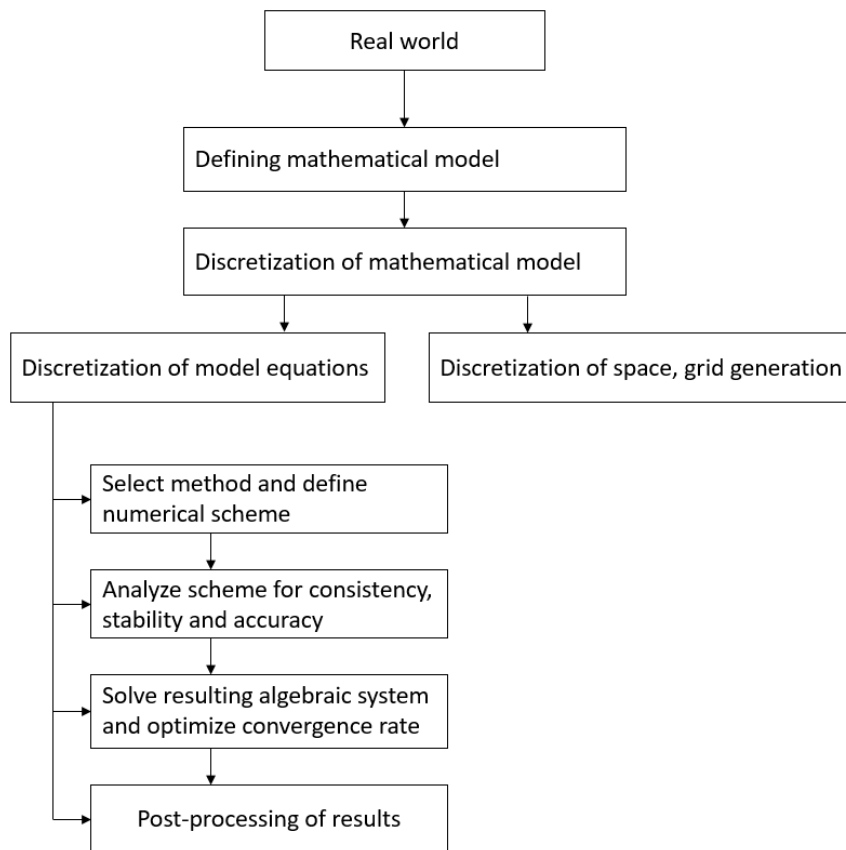 Real world
Defining mathematical model
Discretization of mathematical model
Discretization of model equations
Discretization of space, grid generation
Select method and define
numerical scheme
Analyze scheme for consistency,
stability and accuracy
Solve resulting algebraic system
and optimize convergence rate
Post-processing of results